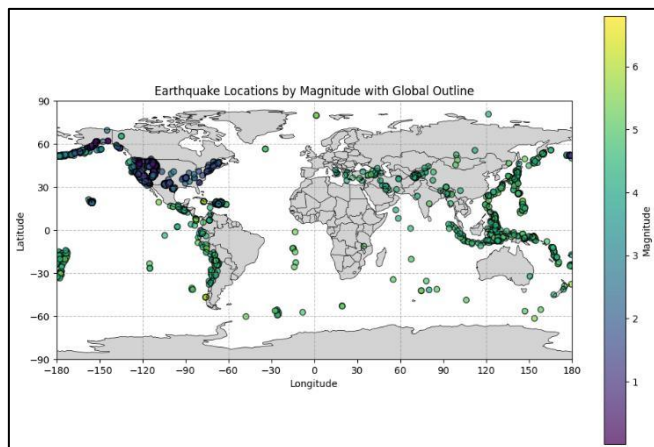 Earthquake Locations by Magnitude with Global Outline
90
60
30
0
−30
−60
−90
Latitude
−180 −150 −120 −90 −60 −30 0 30 60 90 120 150 180
Longitude
6
5
4
3
2
1
Magnitude